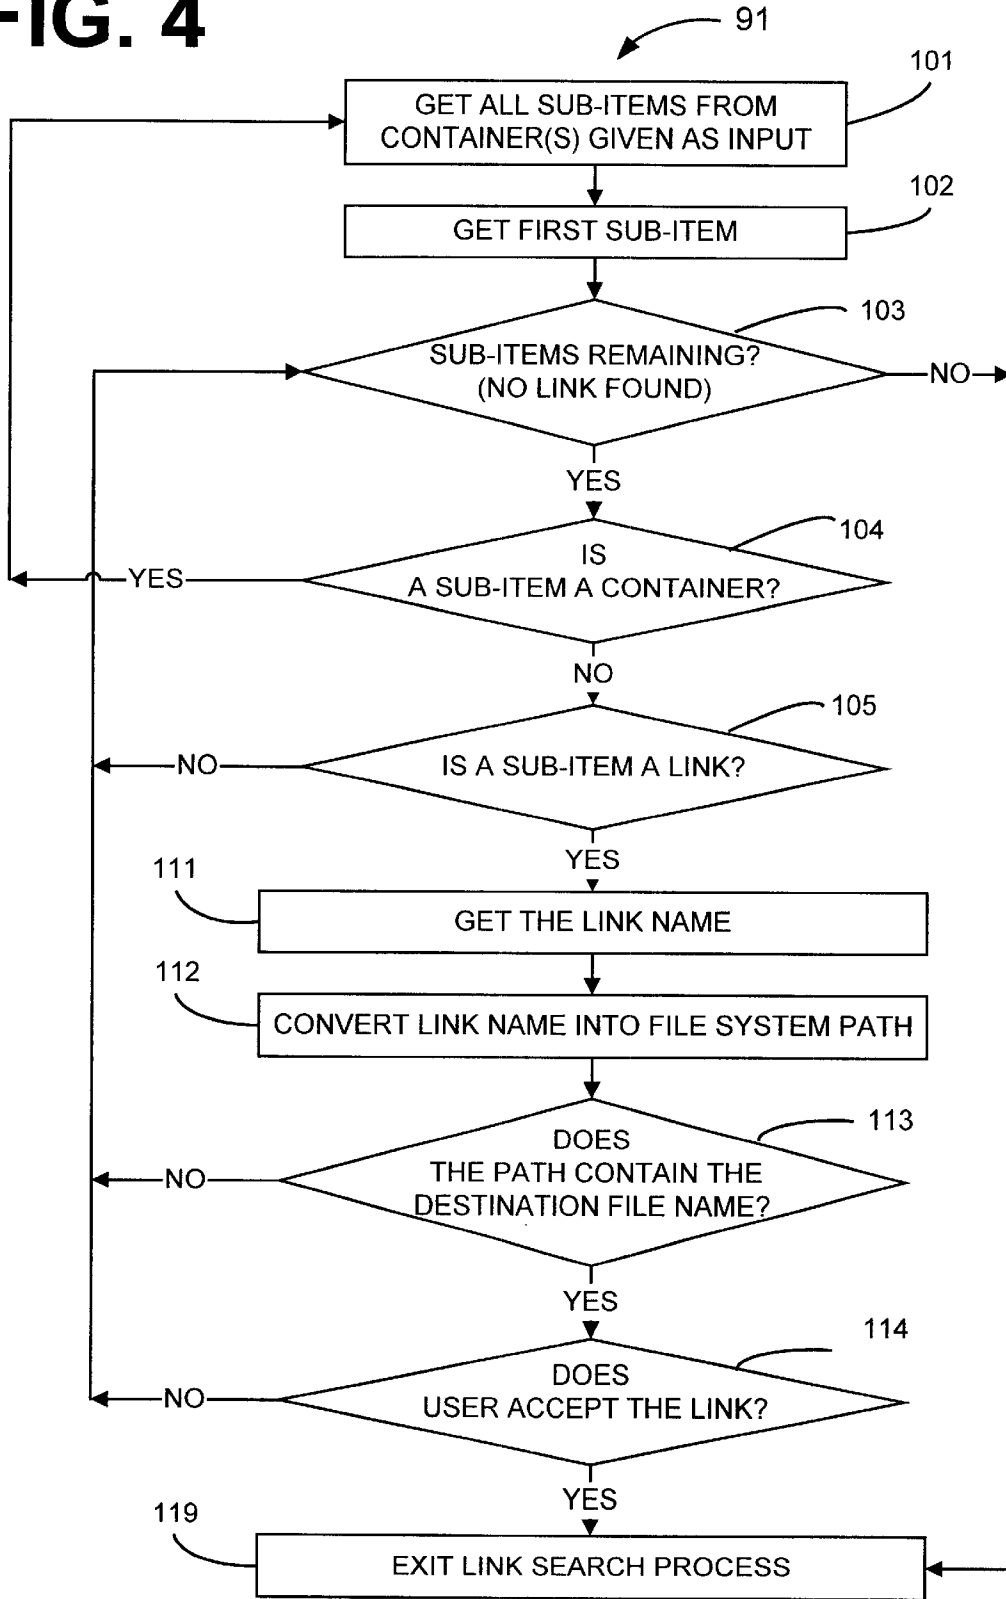 FIG. 4
91
101
GET ALL SUB-ITEMS FROM
CONTAINER(S) GIVEN AS INPUT
102
GET FIRST SUB-ITEM
103
SUB-ITEMS REMAINING?
(NO LINK FOUND)
NO
YES
104
IS
A SUB-ITEM A CONTAINER?
YES
NO
105
IS A SUB-ITEM A LINK?
NO
YES
111
GET THE LINK NAME
112
CONVERT LINK NAME INTO FILE SYSTEM PATH
113
DOES
THE PATH CONTAIN THE
DESTINATION FILE NAME?
NO
YES
114
DOES
USER ACCEPT THE LINK?
NO
YES
119
EXIT LINK SEARCH PROCESS